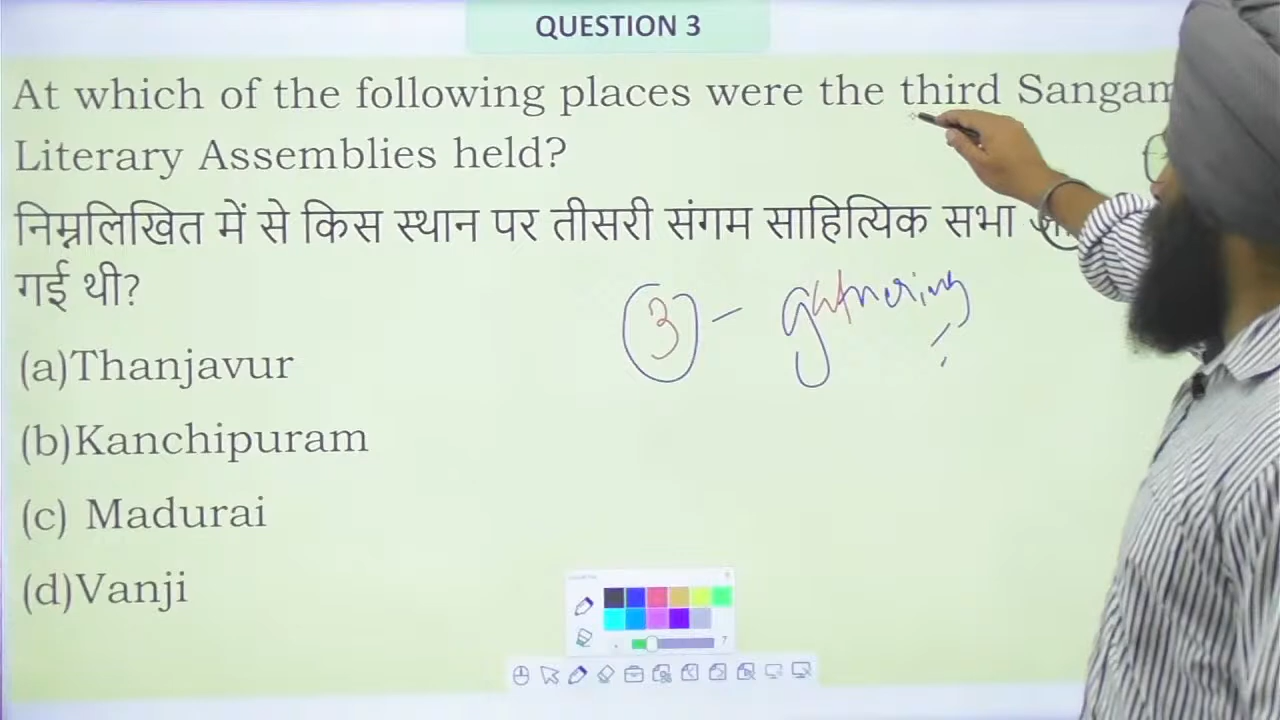 QUESTION 3
At which of the following places were the third Sangam
Literary Assemblies held?
निम्नलिखित में से किस स्थान पर तीसरी संगम साहित्यिक सभा
गई थी?
3 - gathering
(a)Thanjavur
(b)Kanchipuram
(c) Madurai
(d)Vanji
7